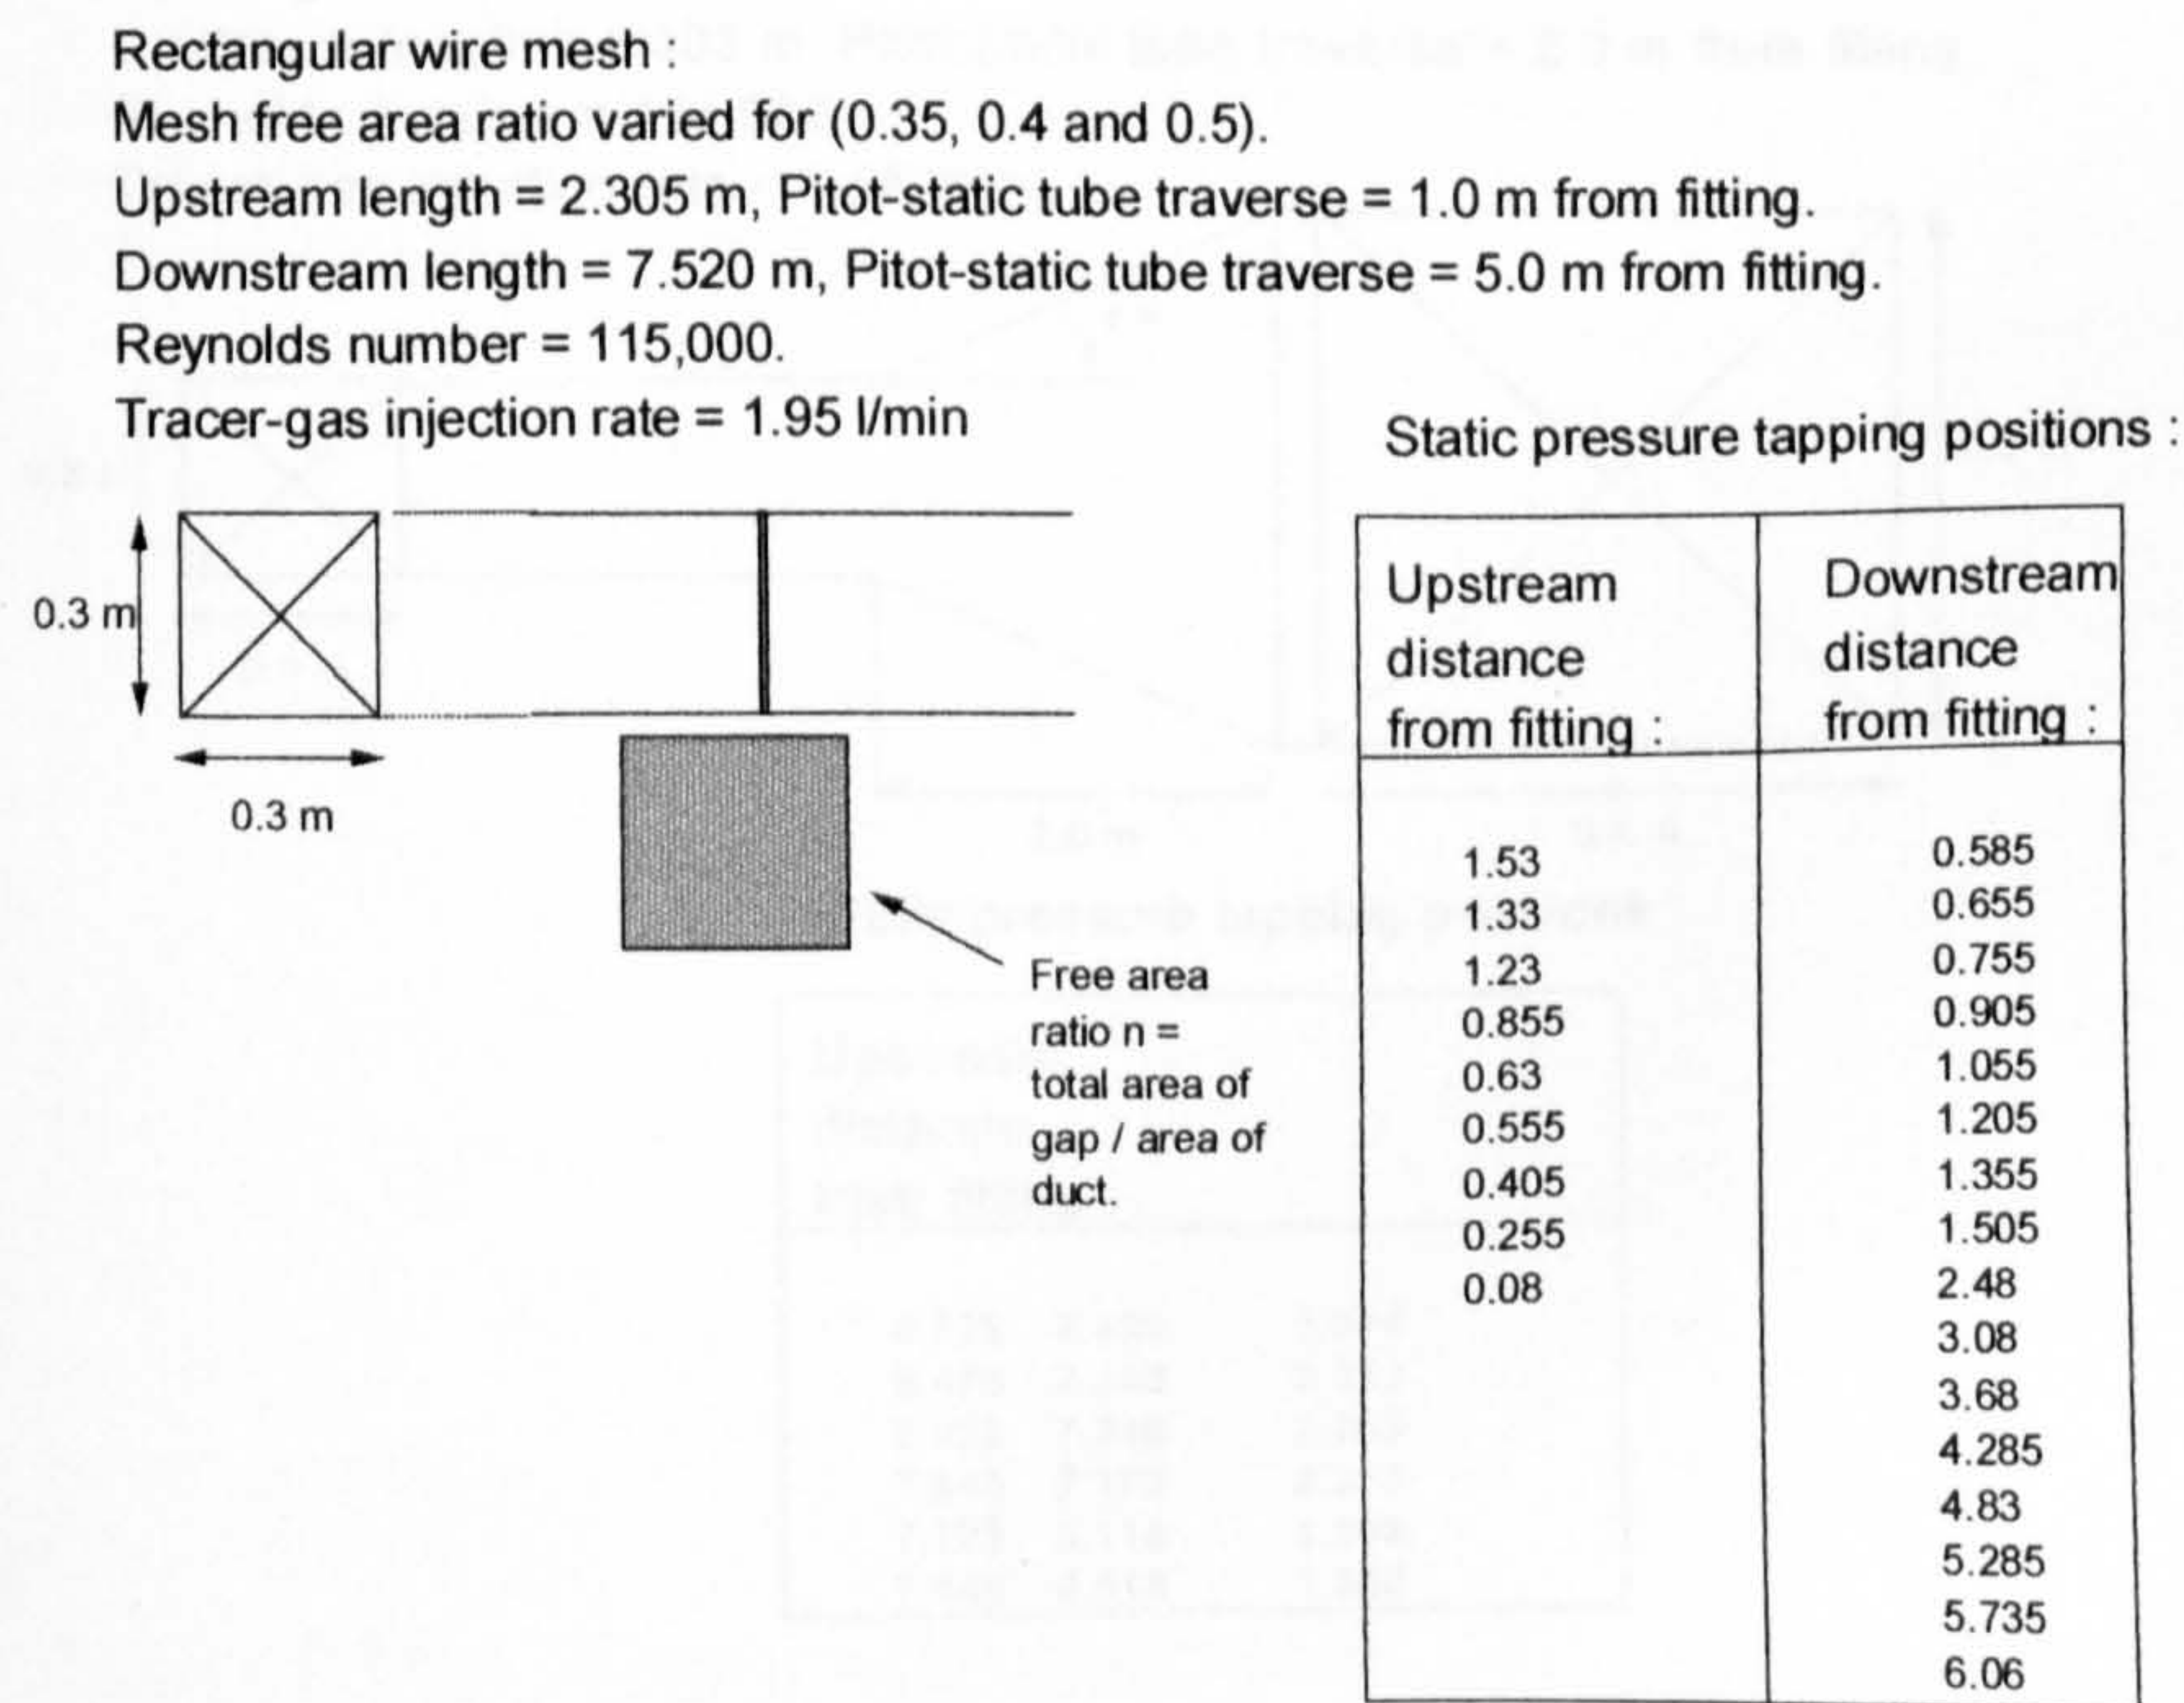 Rectangular wire mesh :
Mesh free area ratio varied for (0.35, 0.4 and 0.5).
Upstream length = 2.305 m, Pitot-static tube traverse = 1.0 m from fitting.
Downstream length = 7.520 m, Pitot-static tube traverse = 5.0 m from fitting.
Reynolds number = 115,000.
Tracer-gas injection rate = 1.95 l/min
0.3 m
0.3 m
Free area
ratio n =
total area of
gap / area of
duct.
Static pressure tapping positions :
Upstream
distance
from fitting :
1.53
1.33
1.23
0.855
0.63
0.555
0.405
0.255
0.08
Downstream
distance
from fitting :
0.585
0.655
0.755
0.905
1.055
1.205
1.355
1.505
2.48
3.08
3.68
4.285
4.83
5.285
5.735
6.06